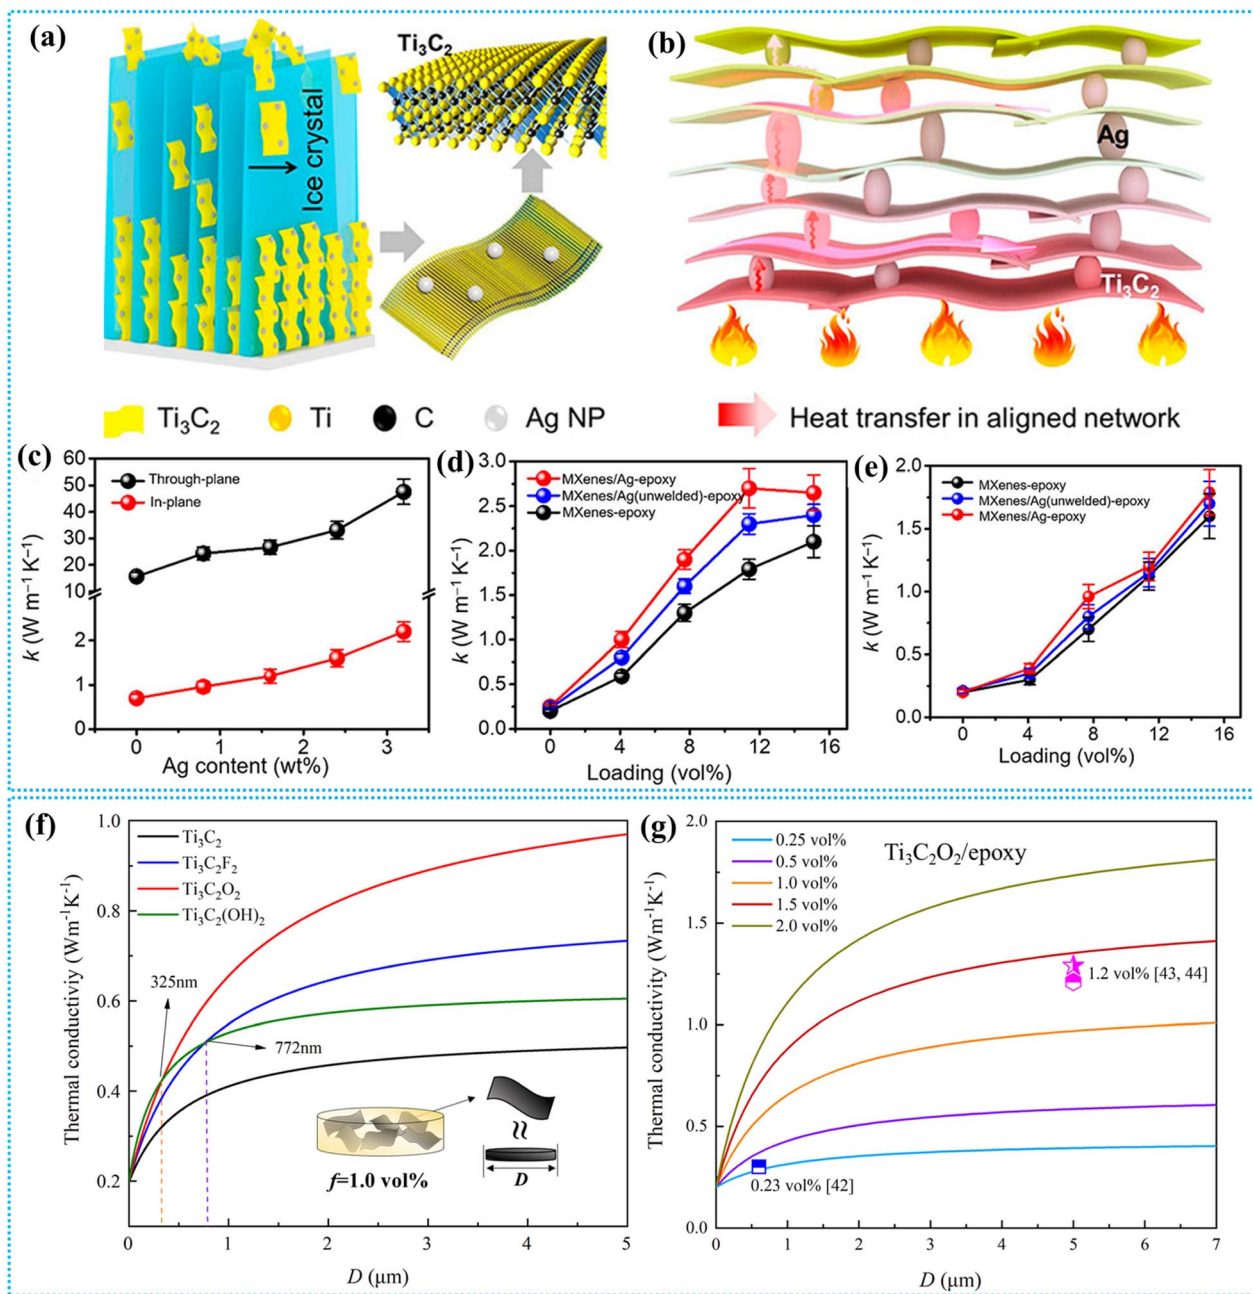 (a)
Ti₃C₂
Ice crystal
(b)
Ag
Ti₃C₂
Ti₃C₂
Ti
C
Ag NP
Heat transfer in aligned network
(c)
60
50
40
30
20
10
2
1
0
k (W m⁻¹ K⁻¹)
Through-plane
In-plane
0
1
2
3
Ag content (wt%)
(d)
3.0
2.5
2.0
1.5
1.0
0.5
0.0
k (W m⁻¹ K⁻¹)
MXenes/Ag-epoxy
MXenes/Ag(unwelded)-epoxy
MXenes-epoxy
0
4
8
12
16
Loading (vol%)
(e)
2.0
1.5
1.0
0.5
0.0
k (W m⁻¹ K⁻¹)
MXenes-epoxy
MXenes/Ag(unwelded)-epoxy
MXenes/Ag-epoxy
0
4
8
12
16
Loading (vol%)
(f)
1.0
0.8
0.6
0.4
0.2
Thermal conductiviy (Wm⁻¹K⁻¹)
Ti₃C₂
Ti₃C₂F₂
Ti₃C₂O₂
Ti₃C₂(OH)₂
325nm
772nm
f=1.0 vol%
≈
D
0
1
2
3
4
5
D (μm)
(g)
2.0
1.5
1.0
0.5
0.0
Thermal conductivity (Wm⁻¹K⁻¹)
0.25 vol%
0.5 vol%
1.0 vol%
1.5 vol%
2.0 vol%
Ti₃C₂O₂/epoxy
1.2 vol% [43, 44]
0.23 vol% [42]
0
1
2
3
4
5
6
7
D (μm)